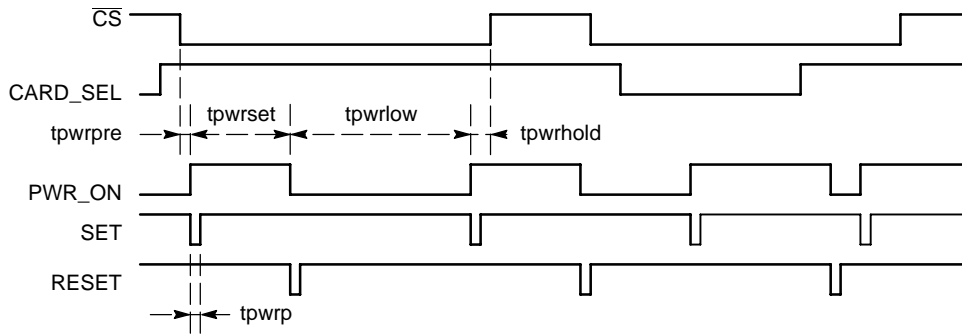 CS
CARD_SEL
tpwrset tpwrlow
tpwrpre tpwrhold
PWR_ON
SET
RESET
tpwrp